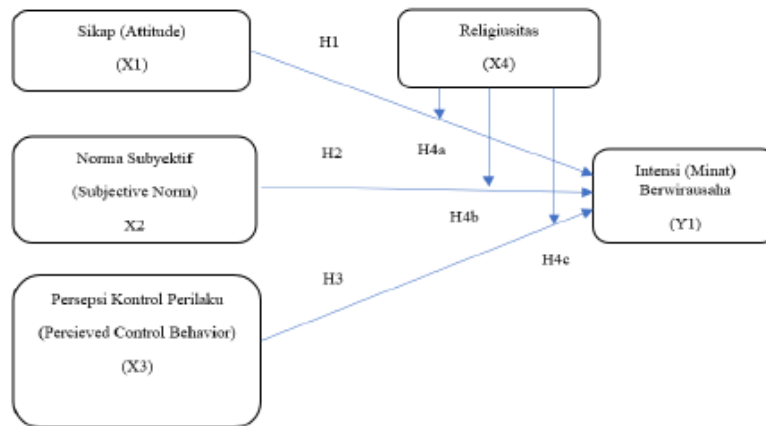 Sikap (Attitude)
(X1)
H1
Religiusitas
(X4)
Norma Subyektif
(Subjective Norm)
X2
H2
H4a
Intensi (Minat)
Berwirausaha
(Y1)
H4b
H4c
Persepsi Kontrol Perilaku
(Percieved Control Behavior)
(X3)
H3